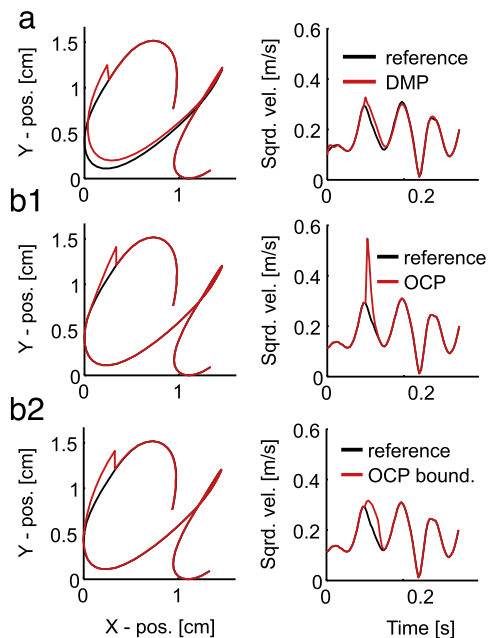 a
Y - pos. [cm]
1.5
1
0.5
0
0
1
Sqrd. vel. [m/s]
0.6
0.4
0.2
0
0.2
reference
DMP
b1
Y - pos. [cm]
1.5
1
0.5
0
0
1
Sqrd. vel. [m/s]
0.6
0.4
0.2
0
0.2
reference
OCP
b2
Y - pos. [cm]
1.5
1
0.5
0
0
1
X - pos. [cm]
Sqrd. vel. [m/s]
0.6
0.4
0.2
0
0.2
reference
OCP bound.
Time [s]